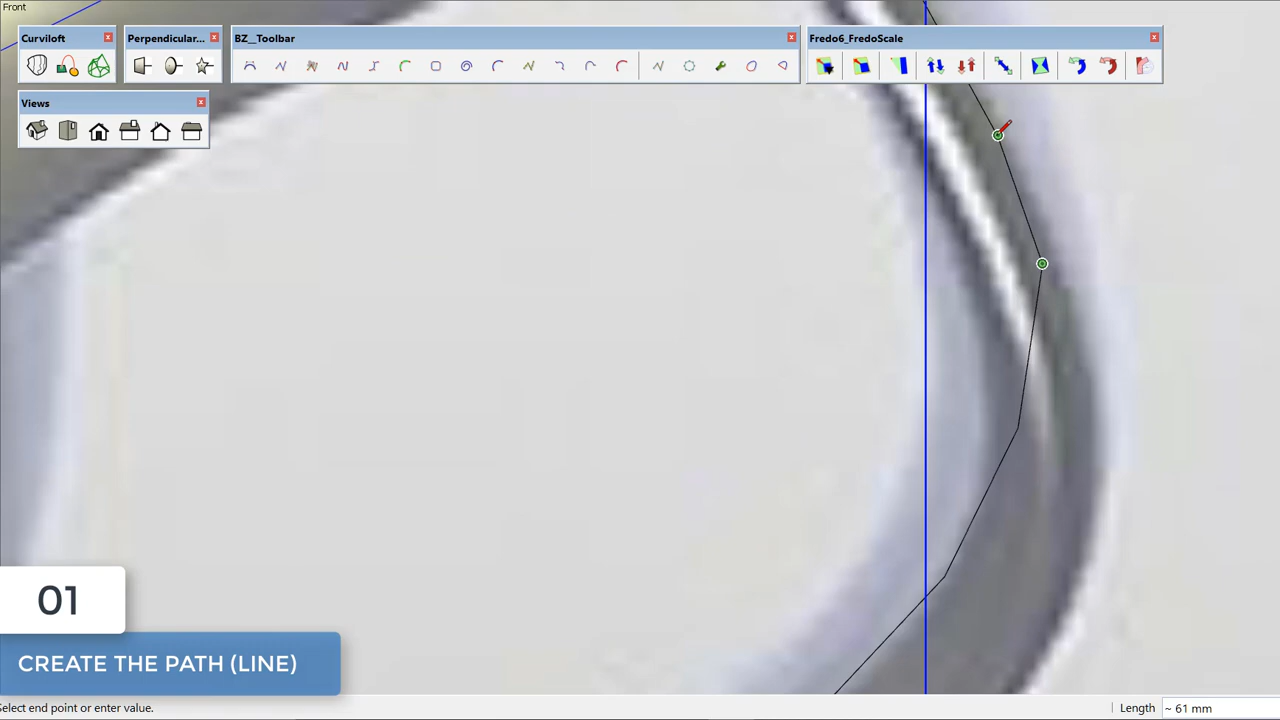 Front
Curviloft
Perpendicular...
BZ__Toolbar
Fredo6_FredoScale
Views
01
CREATE THE PATH (LINE)
Select end point or enter value.
Length
~ 61 mm